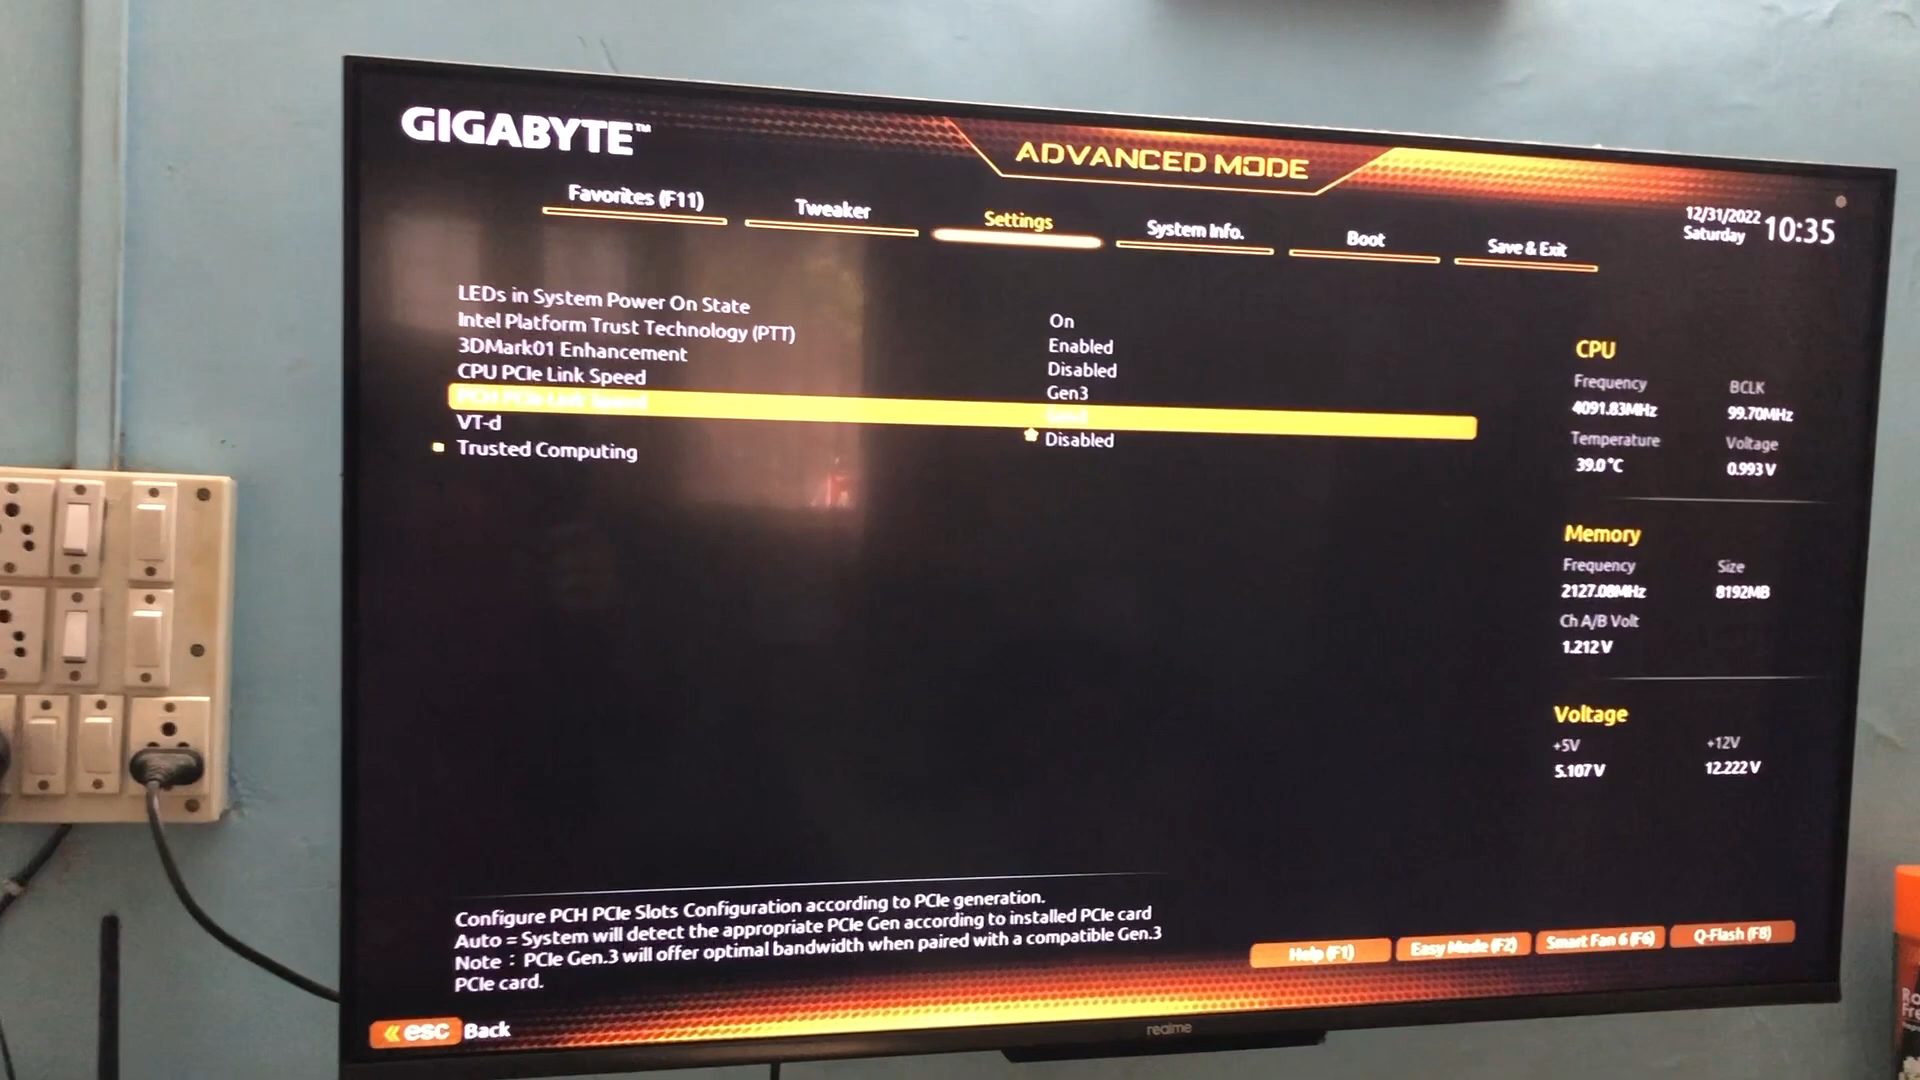 GIGABYTE™
ADVANCED MODE
Favorites (F11)
Tweaker
Settings
System Info.
Boot
Save & Exit
12/31/2022
Saturday
10:35
LEDs in System Power On State On
Intel Platform Trust Technology (PTT) Enabled
3DMark01 Enhancement Disabled
CPU PCIe Link Speed Gen3
PCH PCIe Link Speed
VT-d Disabled
Trusted Computing
CPU
Frequency BCLK
4091.83MHz 99.70MHz
Temperature Voltage
39.0 °C 0.993 V
Memory
Frequency Size
2127.08MHz 8192MB
Ch A/B Volt
1.212 V
Voltage
+5V +12V
5.107 V 12.222 V
Configure PCH PCIe Slots Configuration according to PCIe generation.
Auto = System will detect the appropriate PCIe Gen according to installed PCIe card
Note : PCIe Gen.3 will offer optimal bandwidth when paired with a compatible Gen.3
PCIe card.
Help (F1)
Easy Mode (F2)
Smart Fan 6 (F6)
Q-Flash (F8)
esc Back
realme